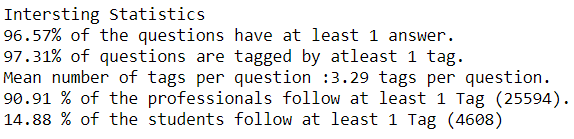 Intersting Statistics
96.57% of the questions have at least 1 answer.
97.31% of questions are tagged by atleast 1 tag.
Mean number of tags per question :3.29 tags per question.
90.91 % of the professionals follow at least 1 Tag (25594).
14.88 % of the students follow at least 1 Tag (4608)